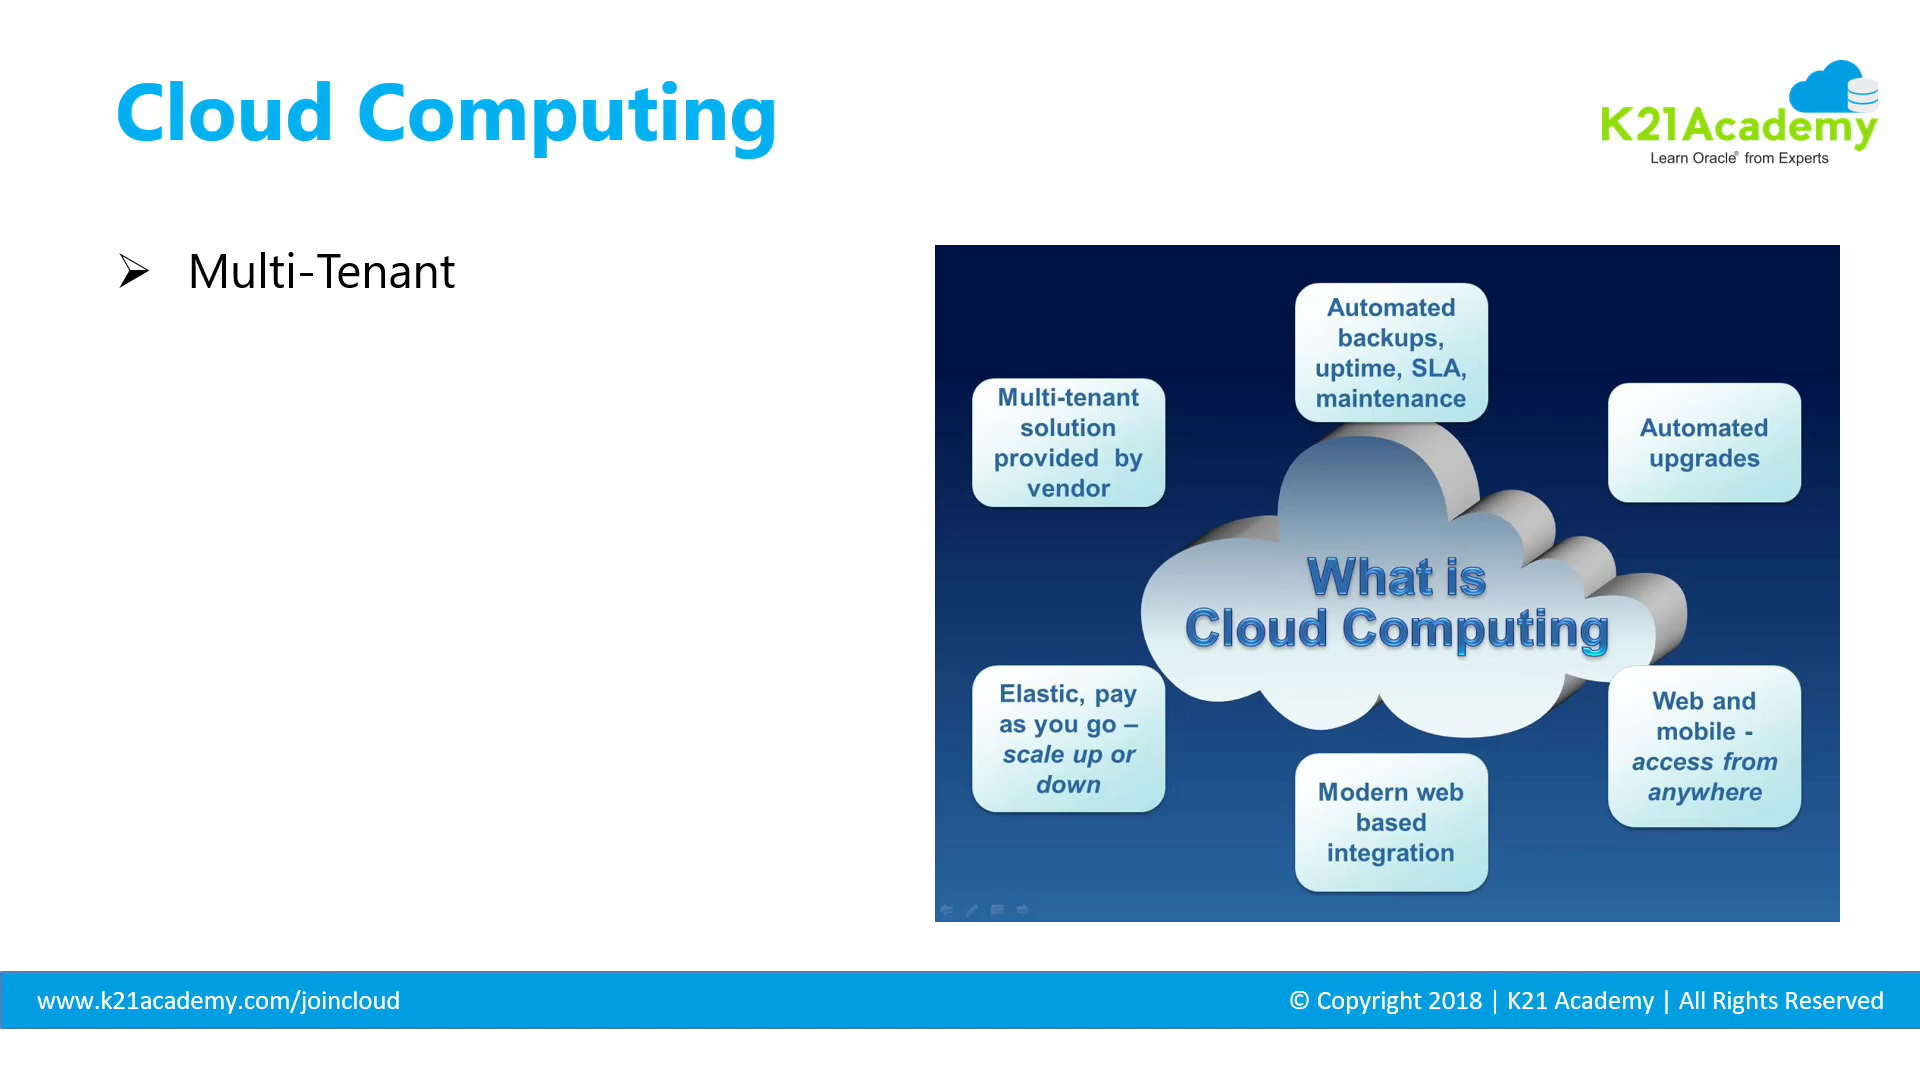 Cloud Computing
K21Academy
Learn Oracle® from Experts
➢ Multi-Tenant
Automated
backups,
uptime, SLA,
maintenance
Multi-tenant
solution
provided by
vendor
Automated
upgrades
What is
Cloud Computing
Elastic, pay
as you go –
scale up or
down
Web and
mobile -
access from
anywhere
Modern web
based
integration
www.k21academy.com/joincloud
© Copyright 2018 | K21 Academy | All Rights Reserved